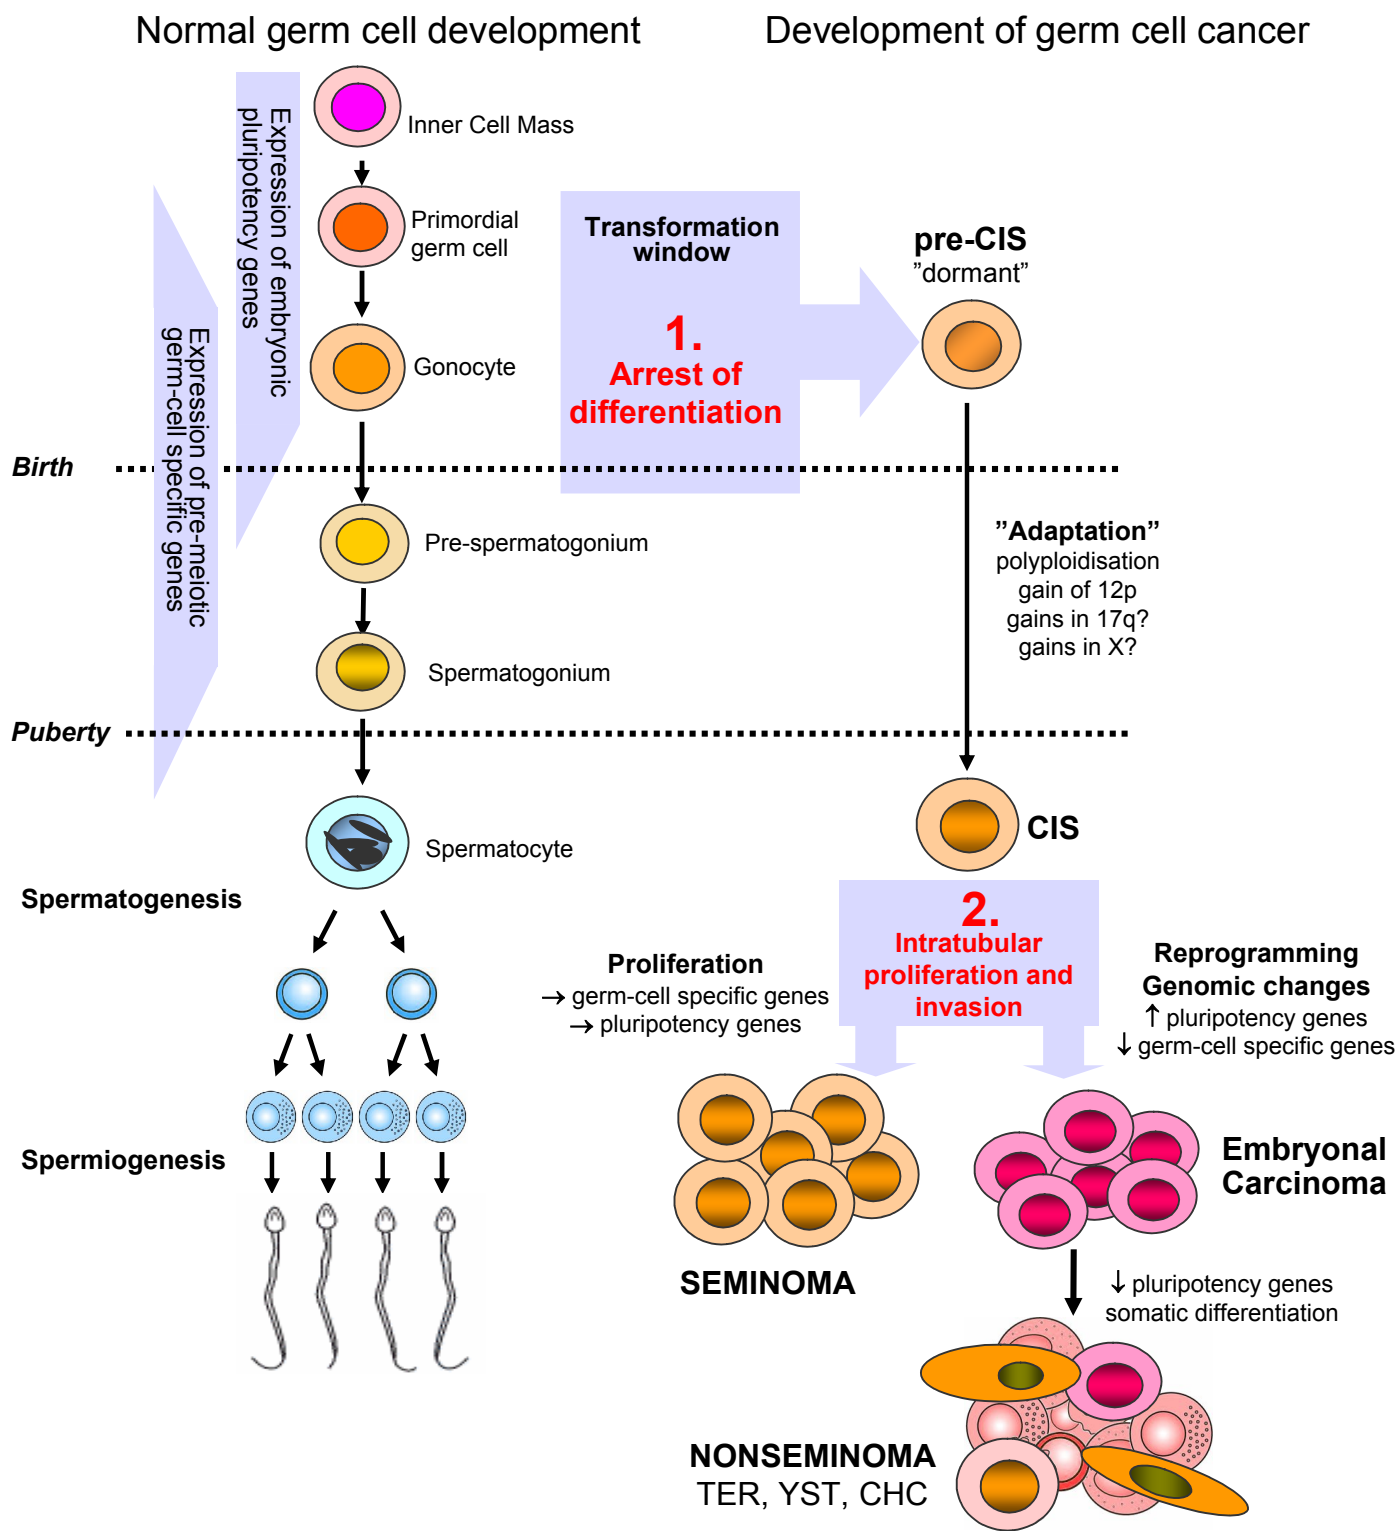 Normal germ cell development
Development of germ cell cancer
Expression of embryonic
pluripotency genes
Expression of pre-meiotic
germ-cell specific genes
Inner Cell Mass
Primordial
germ cell
Gonocyte
Transformation
window
1.
Arrest of
differentiation
pre-CIS
”dormant”
Birth
Pre-spermatogonium
Spermatogonium
”Adaptation”
polyploidisation
gain of 12p
gains in 17q?
gains in X?
Puberty
Spermatocyte
CIS
Spermatogenesis
2.
Intratubular
proliferation and
invasion
Proliferation
→ germ-cell specific genes
→ pluripotency genes
Reprogramming
Genomic changes
↑ pluripotency genes
↓ germ-cell specific genes
Spermiogenesis
SEMINOMA
Embryonal
Carcinoma
↓ pluripotency genes
somatic differentiation
NONSEMINOMA
TER, YST, CHC